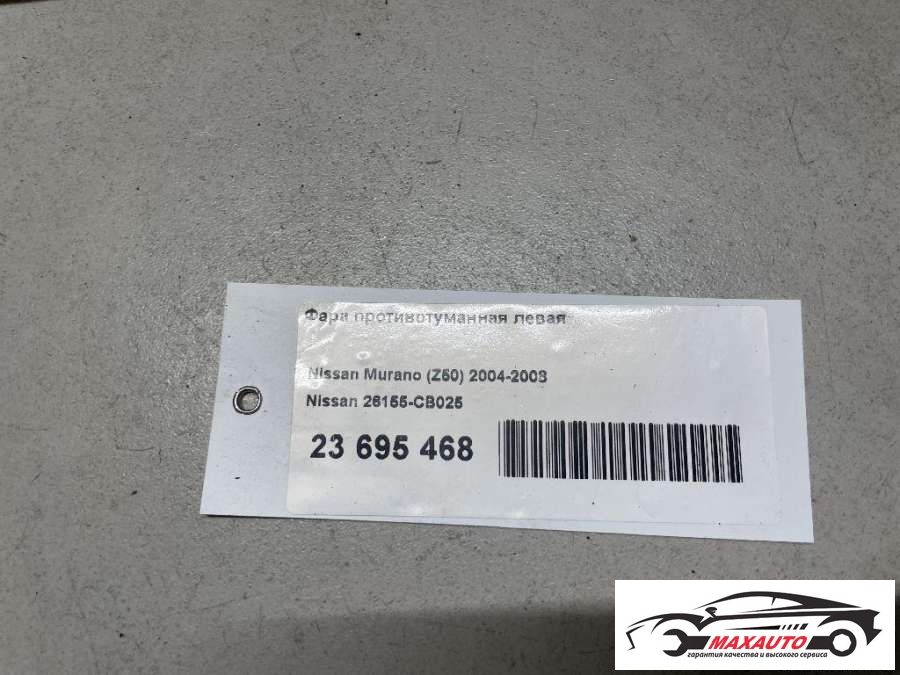 Фара противотуманная левая
Nissan Murano (Z50) 2004-2008
Nissan 26155-CB025
23 695 468
MAXAUTO
гарантия качества и высокого сервиса